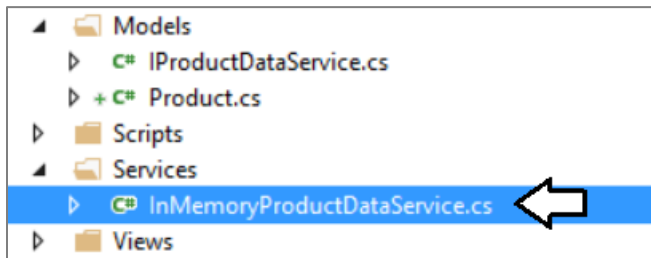 Models
C# IProductDataService.cs
+ C# Product.cs
Scripts
Services
C# InMemoryProductDataService.cs
Views